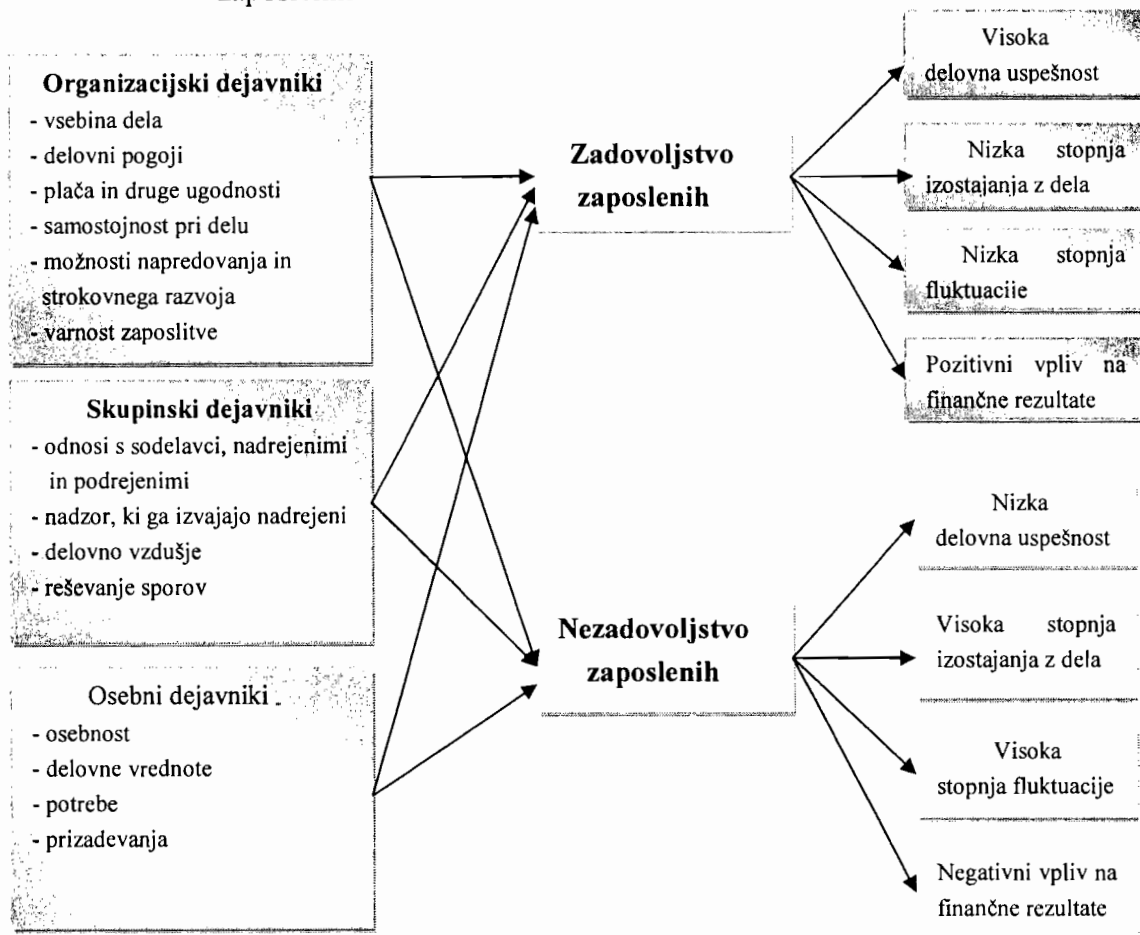 Organizacijski dejavniki
- vsebina dela
- delovni pogoji
- plača in druge ugodnosti
- samostojnost pri delu
- možnosti napredovanja in
strokovnega razvoja
- varnost zaposlitve
Skupinski dejavniki
- odnosi s sodelavci, nadrejenimi
in podrejenimi
- nadzor, ki ga izvajajo nadrejeni
- delovno vzdušje
- reševanje sporov
Osebni dejavniki
- osebnost
- delovne vrednote
- potrebe
- prizadevanja
Zadovoljstvo
zaposlenih
Nezadovoljstvo
zaposlenih
Visoka
delovna uspešnost
Nizka stopnja
izostajanja z dela
Nizka stopnja
fluktuacije
Pozitivni vpliv na
finančne rezultate
Nizka
delovna uspešnost
Visoka stopnja
izostajanja z dela
Visoka
stopnja fluktuacije
Negativni vpliv na
finančne rezultate